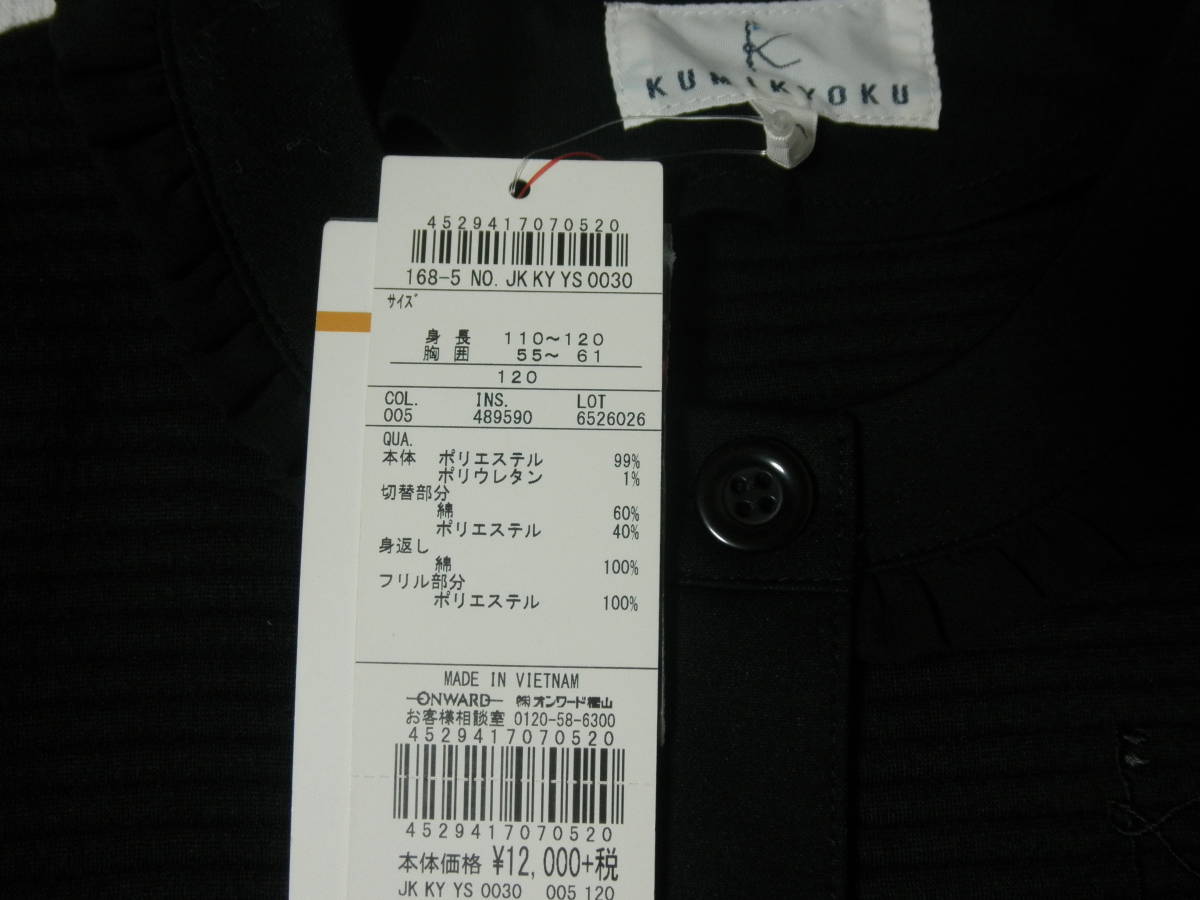 K
KUMIKYOKU
4529417070520
168-5 NO. JK KY YS 0030
サイズ
身長 110～120
胸囲 55～ 61
120
COL. INS. LOT
005 489590 6526026
QUA.
本体 ポリエステル 99%
ポリウレタン 1%
切替部分
綿 60%
ポリエステル 40%
身返し
綿 100%
フリル部分
ポリエステル 100%
MADE IN VIETNAM
ONWARD ㈱オンワード樫山
お客様相談室 0120-58-6300
4529417070520
4529417070520
本体価格 ¥12,000+税
JK KY YS 0030 005 120